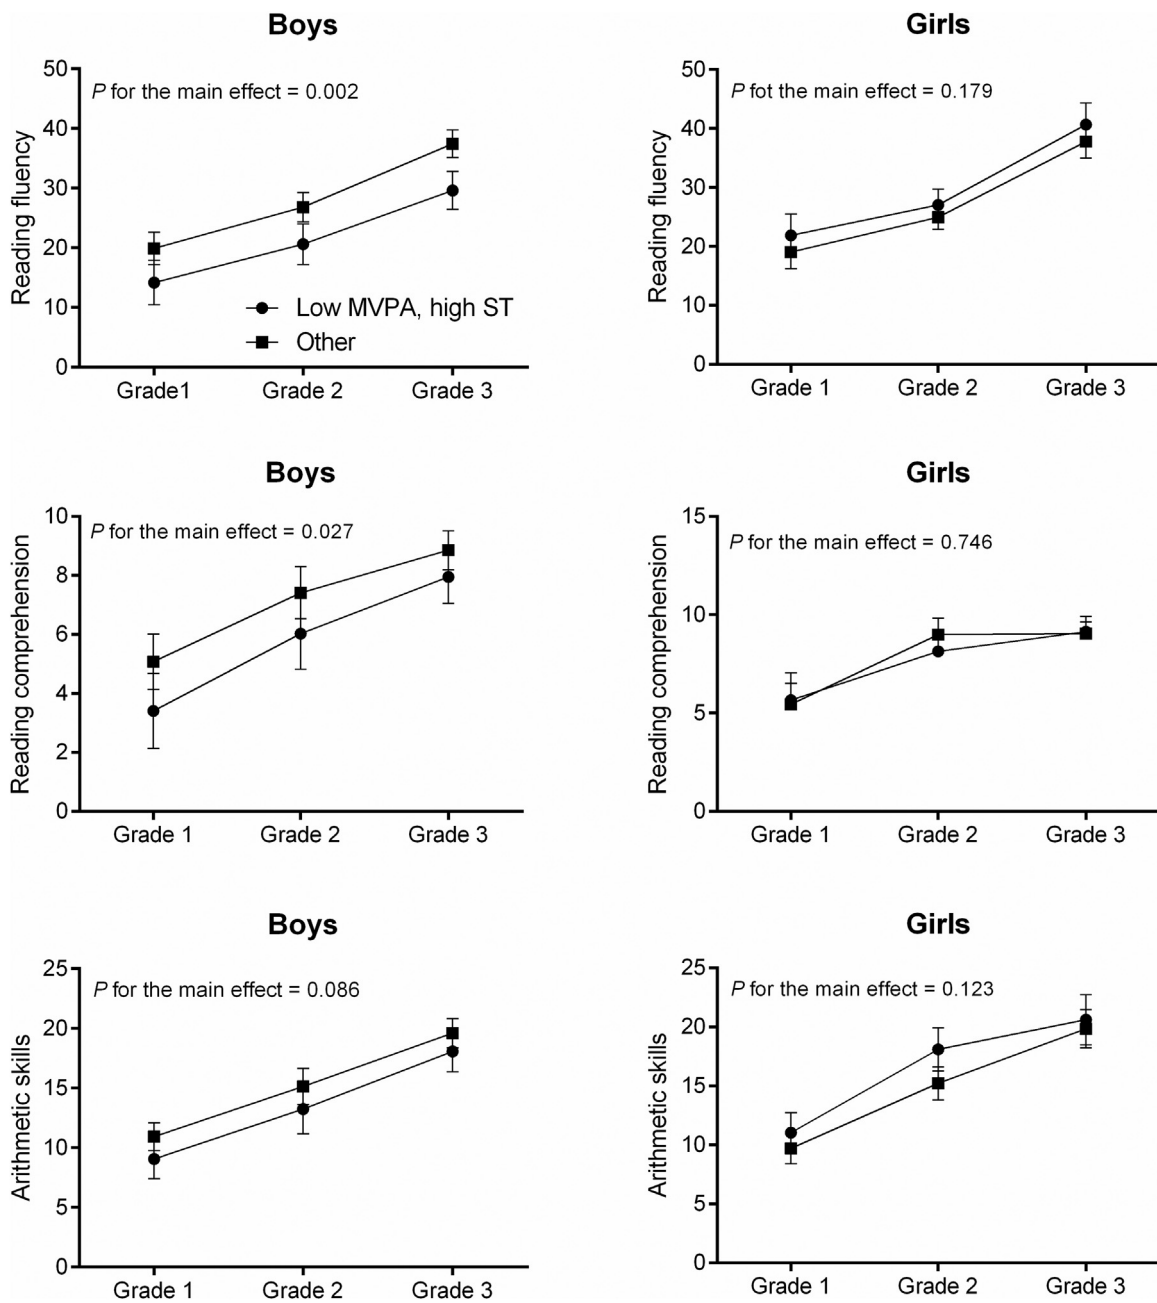 Boys
P for the main effect = 0.002
Reading fluency
50
40
30
20
10
0
Low MVPA, high ST
Other
Grade1
Grade 2
Grade 3
Girls
P fot the main effect = 0.179
Reading fluency
50
40
30
20
10
0
Grade 1
Grade 2
Grade 3
Boys
P for the main effect = 0.027
Reading comprehension
10
8
6
4
2
0
Grade 1
Grade 2
Grade 3
Girls
P for the main effect = 0.746
Reading comprehension
15
10
5
0
Grade 1
Grade 2
Grade 3
Boys
P for the main effect = 0.086
Arithmetic skills
25
20
15
10
5
0
Grade 1
Grade 2
Grade 3
Girls
P for the main effect = 0.123
Arithmetic skills
25
20
15
10
5
0
Grade 1
Grade 2
Grade 3